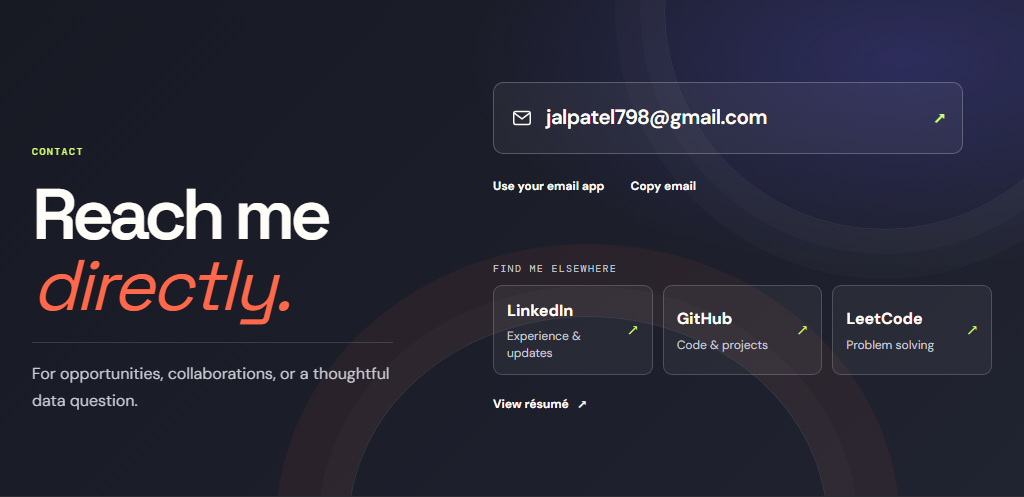 CONTACT
Reach me
directly.
For opportunities, collaborations, or a thoughtful
data question.
jalpatel798@gmail.com
Use your email app
Copy email
FIND ME ELSEWHERE
LinkedIn
Experience &
updates
GitHub
Code & projects
LeetCode
Problem solving
View résumé